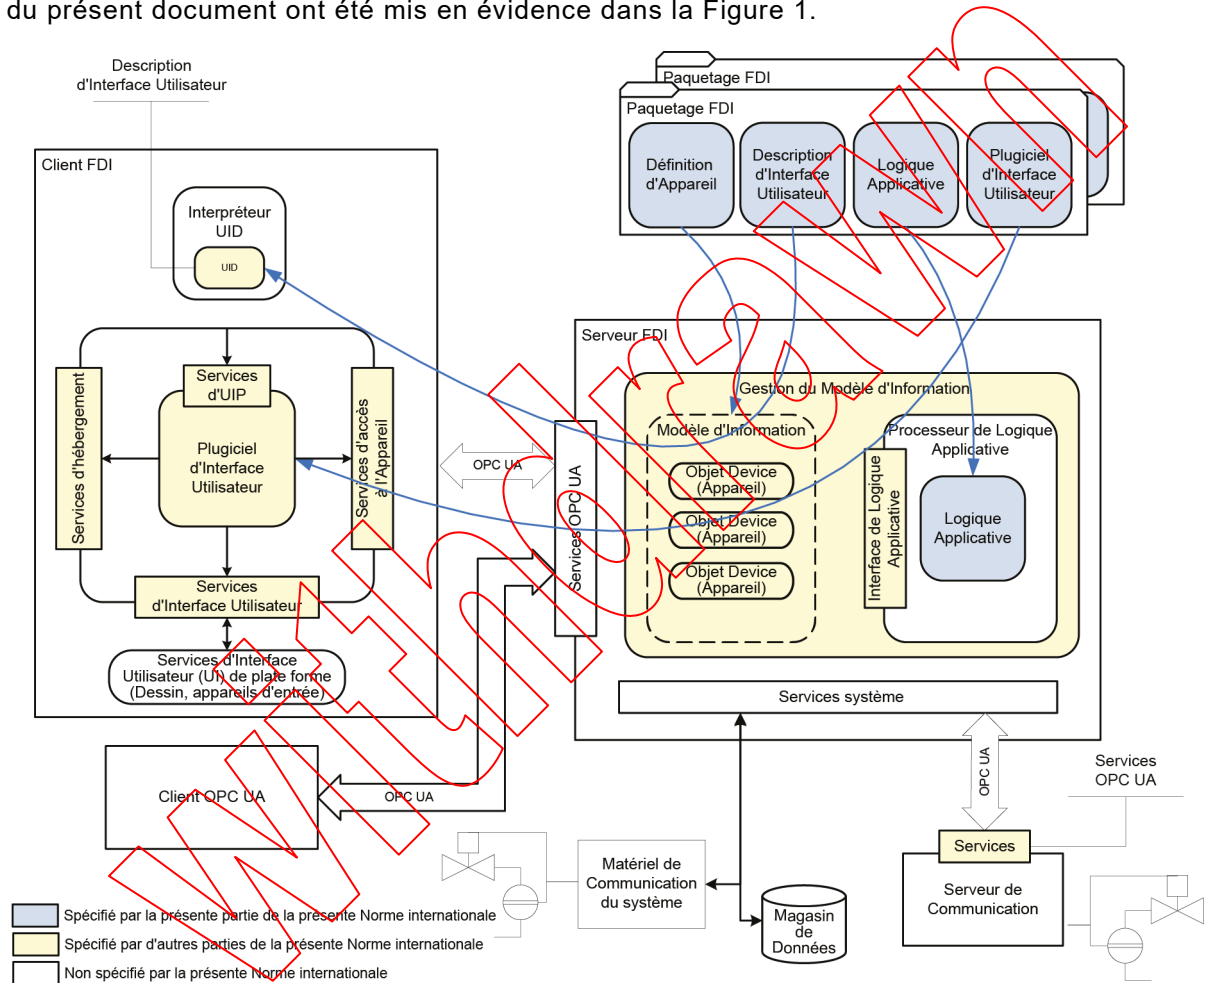 du présent document ont été mis en évidence dans la Figure 1.
Description
d'Interface Utilisateur
Client FDI
Interpréteur
UID
UID
Services
d'UIP
Services d'hébergement
Plugiciel
d'Interface
Utilisateur
Services d'accès
à l'Appareil
Services
d'Interface Utilisateur
Services d'Interface
Utilisateur (UI) de plate forme
(Dessin, appareils d'entrée)
Paquetage FDI
Paquetage FDI
Définition
d'Appareil
Description
d'Interface
Utilisateur
Logique
Applicative
Plugiciel
d'Interface
Utilisateur
Serveur FDI
Gestion du Modèle d'Information
Modèle d'Information
Objet Device
(Appareil)
Objet Device
(Appareil)
Objet Device
(Appareil)
Processeur de Logique
Applicative
Interface de Logique
Applicative
Logique
Applicative
OPC UA
Services OPC UA
Services système
Client OPC UA
OPC UA
OPC UA
Services
OPC UA
Services
Serveur de
Communication
Matériel de
Communication
du système
Magasin
de
Données
Spécifié par la présente partie de la présente Norme internationale
Spécifié par d'autres parties de la présente Norme internationale
Non spécifié par la présente Norme internationale